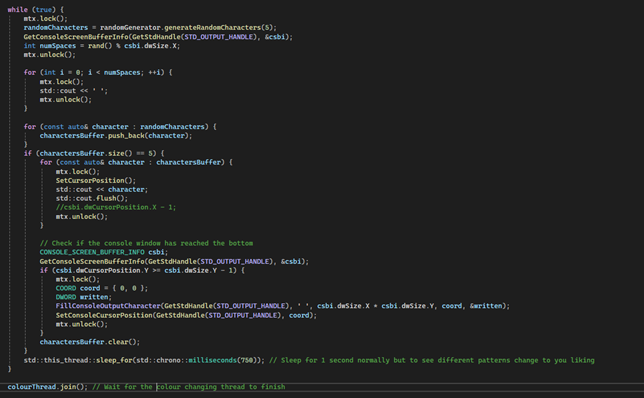 while (true) {
    mtx.lock();
    randomCharacters = randomGenerator.generateRandomCharacters(5);
    GetConsoleScreenBufferInfo(GetStdHandle(STD_OUTPUT_HANDLE), &csbi);
    int numSpaces = rand() % csbi.dwSize.X;
    mtx.unlock();

    for (int i = 0; i < numSpaces; ++i) {
        mtx.lock();
        std::cout << ' ';
        mtx.unlock();
    }

    for (const auto& character : randomCharacters) {
        charactersBuffer.push_back(character);
    }
    if (charactersBuffer.size() == 5) {
        for (const auto& character : charactersBuffer) {
            mtx.lock();
            SetCursorPosition();
            std::cout << character;
            std::cout.flush();
            //csbi.dwCursorPosition.X - 1;
            mtx.unlock();
        }

        // Check if the console window has reached the bottom
        CONSOLE_SCREEN_BUFFER_INFO csbi;
        GetConsoleScreenBufferInfo(GetStdHandle(STD_OUTPUT_HANDLE), &csbi);
        if (csbi.dwCursorPosition.Y >= csbi.dwSize.Y - 1) {
            mtx.lock();
            COORD coord = { 0, 0 };
            DWORD written;
            FillConsoleOutputCharacter(GetStdHandle(STD_OUTPUT_HANDLE), ' ', csbi.dwSize.X * csbi.dwSize.Y, coord, &written);
            SetConsoleCursorPosition(GetStdHandle(STD_OUTPUT_HANDLE), coord);
            mtx.unlock();
        }
        charactersBuffer.clear();
    }
    std::this_thread::sleep_for(std::chrono::milliseconds(750)); // Sleep for 1 second normally but to see different patterns change to you liking
}

colourThread.join(); // Wait for the colour changing thread to finish